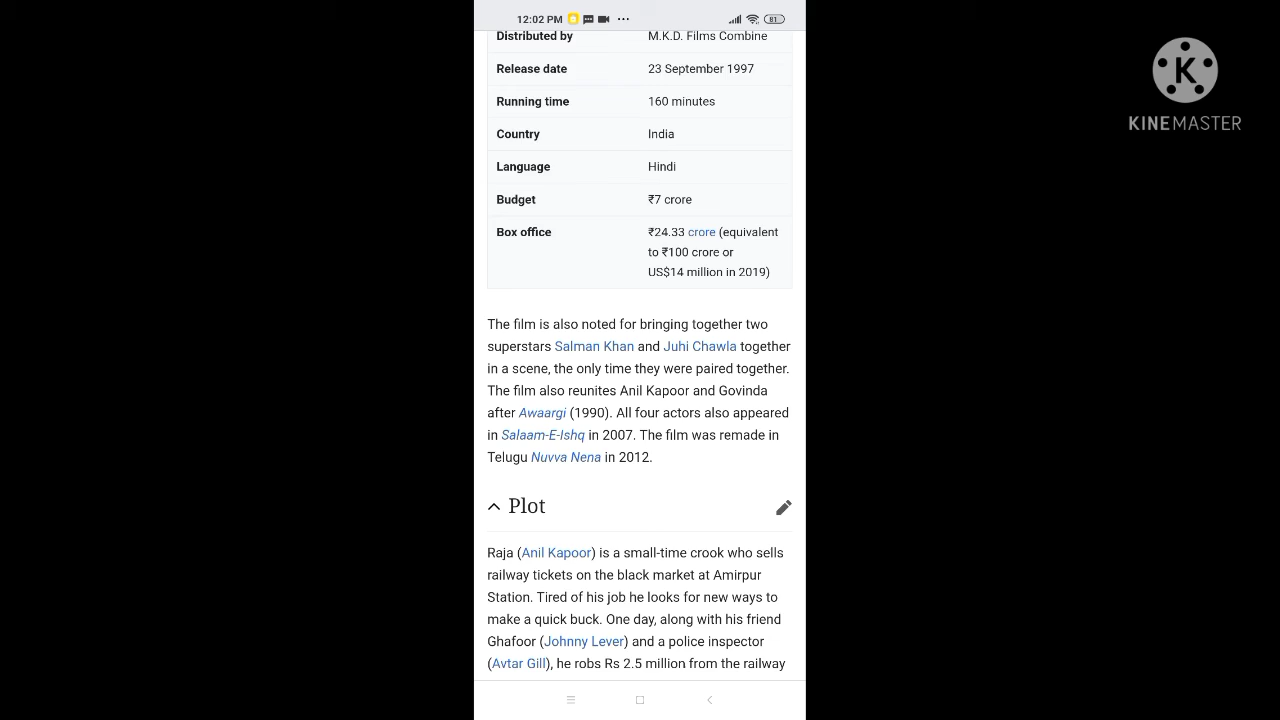 12:02 PM
81
K
KINEMASTER
Distributed by M.K.D. Films Combine
Release date 23 September 1997
Running time 160 minutes
Country India
Language Hindi
Budget ₹7 crore
Box office ₹24.33 crore (equivalent
to ₹100 crore or
US$14 million in 2019)
The film is also noted for bringing together two
superstars Salman Khan and Juhi Chawla together
in a scene, the only time they were paired together.
The film also reunites Anil Kapoor and Govinda
after Awaargi (1990). All four actors also appeared
in Salaam-E-Ishq in 2007. The film was remade in
Telugu Nuvva Nena in 2012.
Plot
Raja (Anil Kapoor) is a small-time crook who sells
railway tickets on the black market at Amirpur
Station. Tired of his job he looks for new ways to
make a quick buck. One day, along with his friend
Ghafoor (Johnny Lever) and a police inspector
(Avtar Gill), he robs Rs 2.5 million from the railway